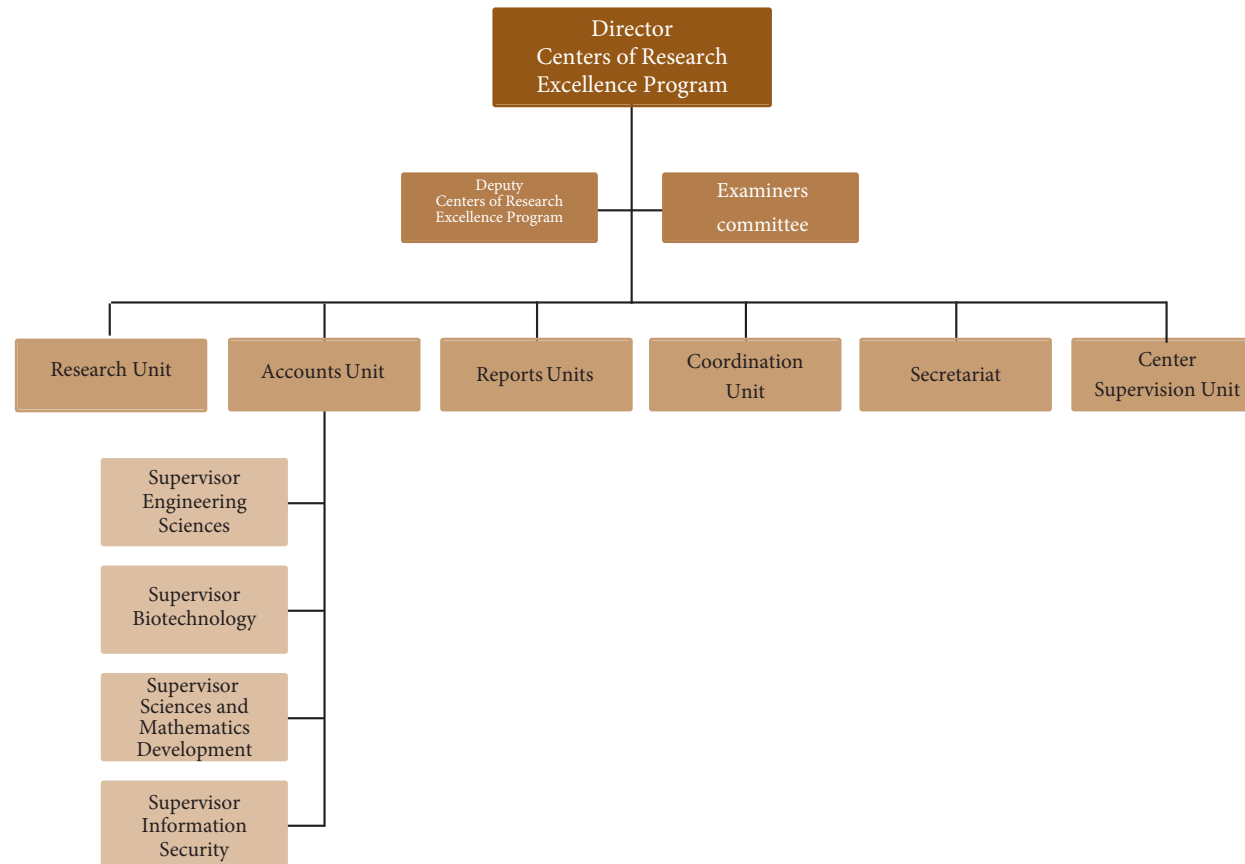 Director
Centers of Research
Excellence Program
Deputy
Centers of Research
Excellence Program
Examiners
committee
Research Unit
Accounts Unit
Reports Units
Coordination
Unit
Secretariat
Center
Supervision Unit
Supervisor
Engineering
Sciences
Supervisor
Biotechnology
Supervisor
Sciences and
Mathematics
Development
Supervisor
Information
Security